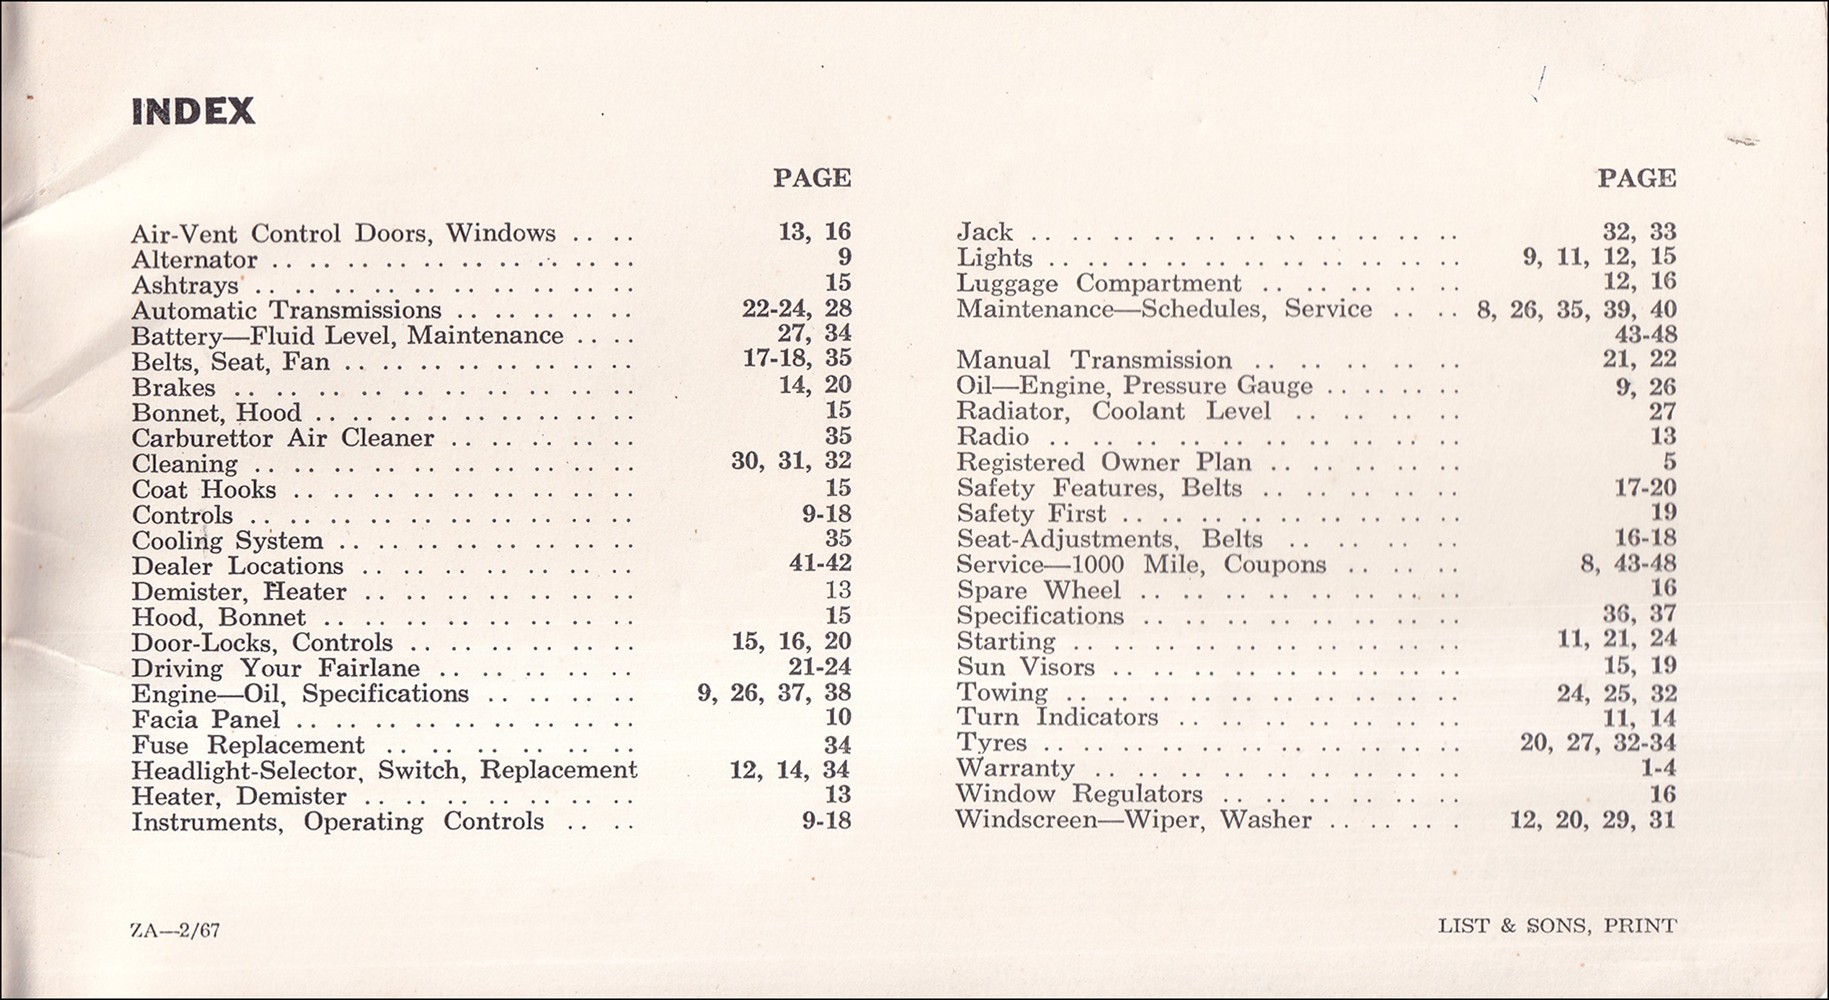 INDEX
PAGE
Air-Vent Control Doors, Windows . . . . 13, 16
Alternator . . . . . . . . . . . . . . . 9
Ashtrays . . . . . . . . . . . . . . . 15
Automatic Transmissions . . . . . . . . . 22-24, 28
Battery—Fluid Level, Maintenance . . . . 27, 34
Belts, Seat, Fan . . . . . . . . . . . . 17-18, 35
Brakes . . . . . . . . . . . . . . . . 14, 20
Bonnet, Hood . . . . . . . . . . . . . 15
Carburettor Air Cleaner . . . . . . . . 35
Cleaning . . . . . . . . . . . . . . . 30, 31, 32
Coat Hooks . . . . . . . . . . . . . . 15
Controls . . . . . . . . . . . . . . . 9-18
Cooling System . . . . . . . . . . . . 35
Dealer Locations . . . . . . . . . . . 41-42
Demister, Heater . . . . . . . . . . . 13
Hood, Bonnet . . . . . . . . . . . . 15
Door-Locks, Controls . . . . . . . . . 15, 16, 20
Driving Your Fairlane . . . . . . . . 21-24
Engine—Oil, Specifications . . . . . . 9, 26, 37, 38
Facia Panel . . . . . . . . . . . . . 10
Fuse Replacement . . . . . . . . . . 34
Headlight-Selector, Switch, Replacement 12, 14, 34
Heater, Demister . . . . . . . . . . . 13
Instruments, Operating Controls . . . . 9-18
PAGE
Jack . . . . . . . . . . . . . . . . . 32, 33
Lights . . . . . . . . . . . . . . . . 9, 11, 12, 15
Luggage Compartment . . . . . . . . 12, 16
Maintenance—Schedules, Service . . . . 8, 26, 35, 39, 40
43-48
Manual Transmission . . . . . . . . 21, 22
Oil—Engine, Pressure Gauge . . . . . . 9, 26
Radiator, Coolant Level . . . . . . . 27
Radio . . . . . . . . . . . . . . . . 13
Registered Owner Plan . . . . . . . . 5
Safety Features, Belts . . . . . . . . 17-20
Safety First . . . . . . . . . . . . . 19
Seat-Adjustments, Belts . . . . . . . 16-18
Service—1000 Mile, Coupons . . . . . 8, 43-48
Spare Wheel . . . . . . . . . . . . 16
Specifications . . . . . . . . . . . . 36, 37
Starting . . . . . . . . . . . . . . . 11, 21, 24
Sun Visors . . . . . . . . . . . . . 15, 19
Towing . . . . . . . . . . . . . . . 24, 25, 32
Turn Indicators . . . . . . . . . . . 11, 14
Tyres . . . . . . . . . . . . . . . . 20, 27, 32-34
Warranty . . . . . . . . . . . . . . 1-4
Window Regulators . . . . . . . . . 16
Windscreen—Wiper, Washer . . . . . . 12, 20, 29, 31
ZA—2/67
LIST & SONS, PRINT